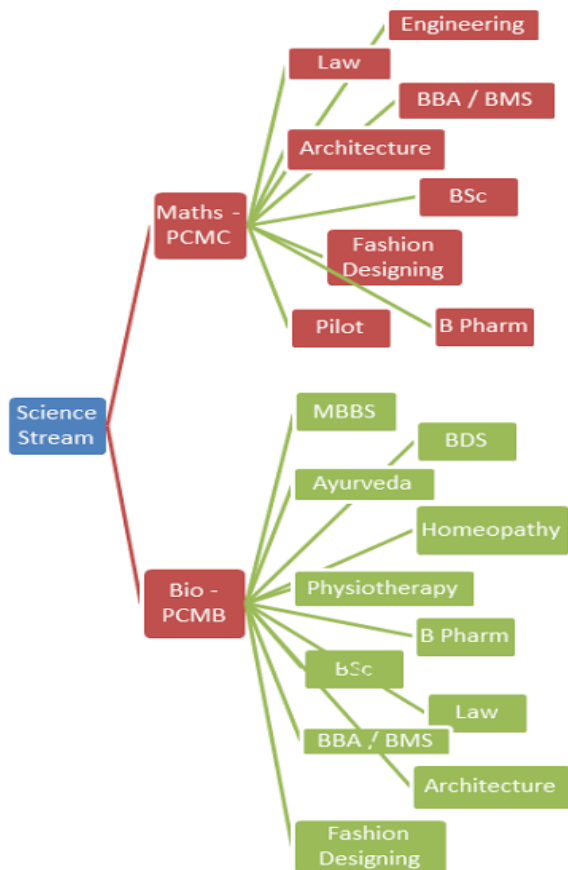 Engineering
Law
BBA / BMS
Architecture
BSc
Maths -
PCMC
Fashion
Designing
Pilot
B Pharm
Science
Stream
MBBS
BDS
Ayurveda
Homeopathy
Bio -
PCMB
Physiotherapy
B Pharm
BSc
Law
BBA / BMS
Architecture
Fashion
Designing